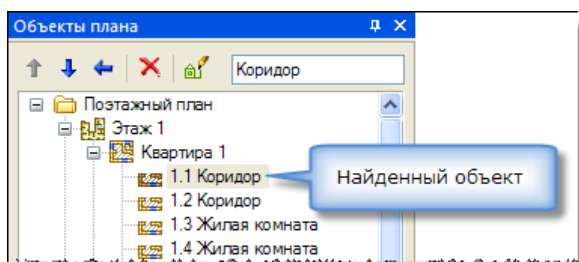 Объекты плана
Коридор
Поэтажный план
Этаж 1
Квартира 1
1.1 Коридор
Найденный объект
1.2 Коридор
1.3 Жилая комната
1.4 Жилая комната